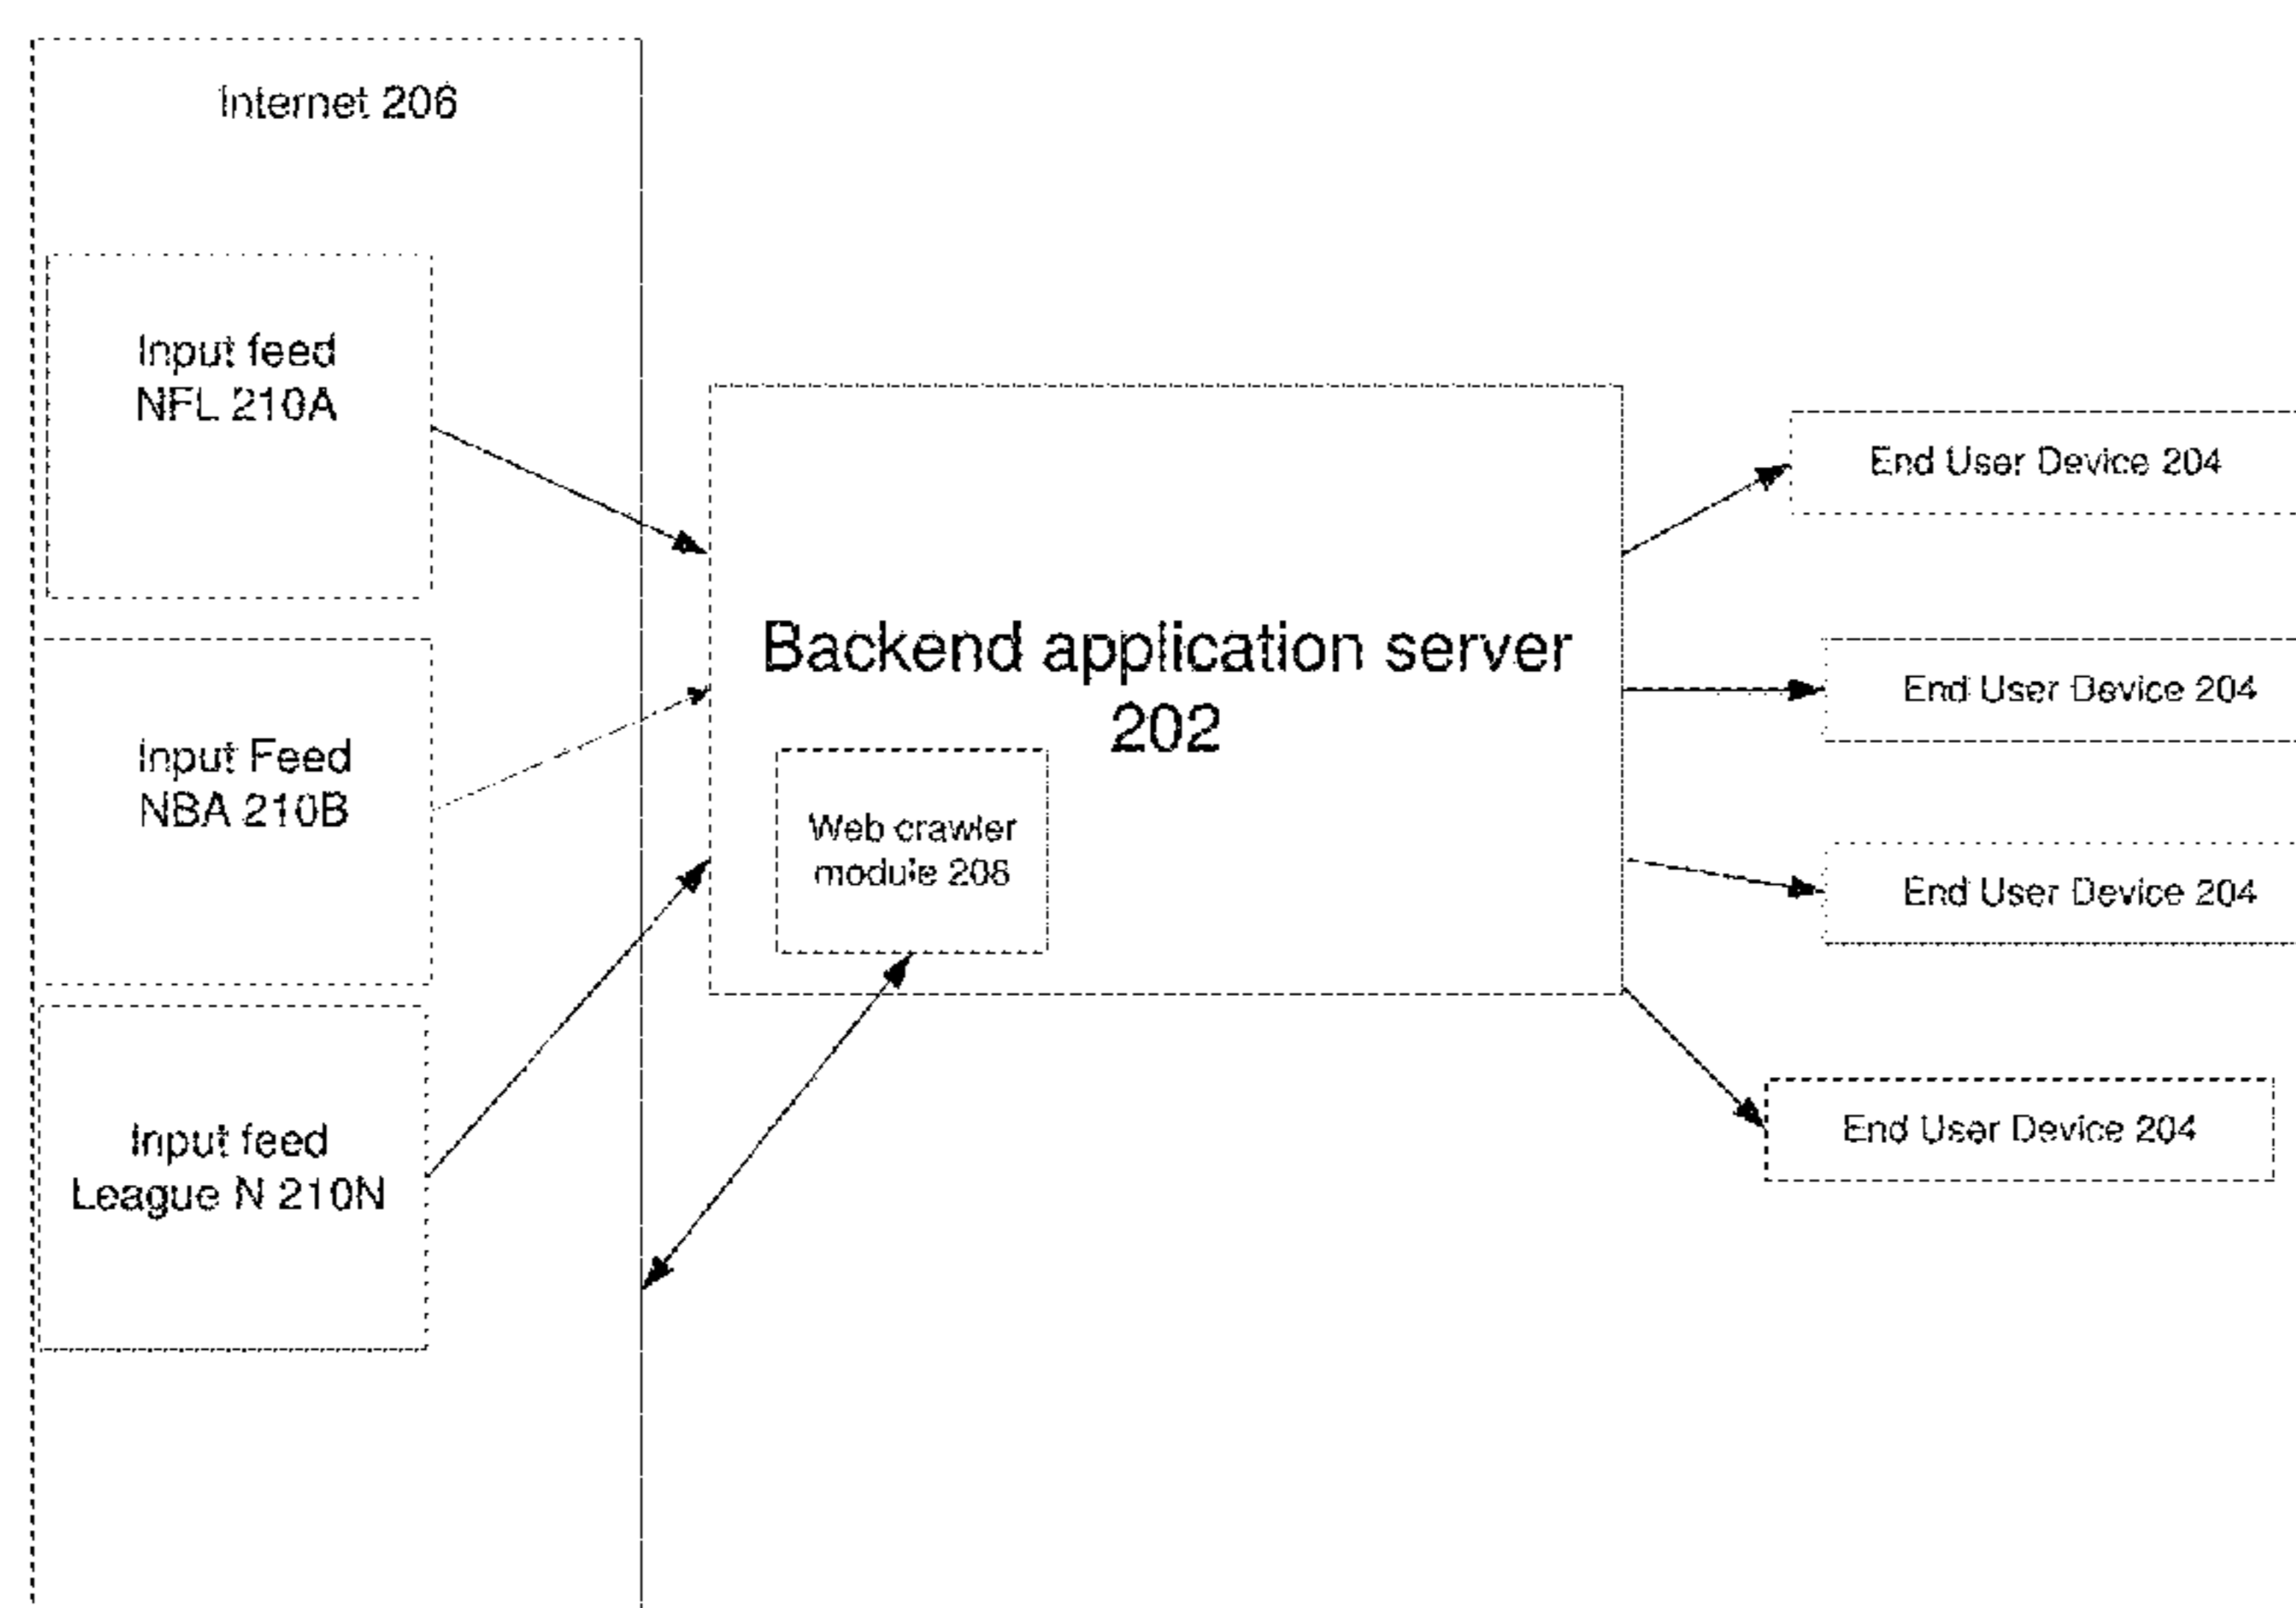 Internet 206
Input feed
NFL 210A
Input Feed
NBA 210B
Input feed
League N 210N
Backend application server
202
Web crawler
module 208
End User Device 204
End User Device 204
End User Device 204
End User Device 204